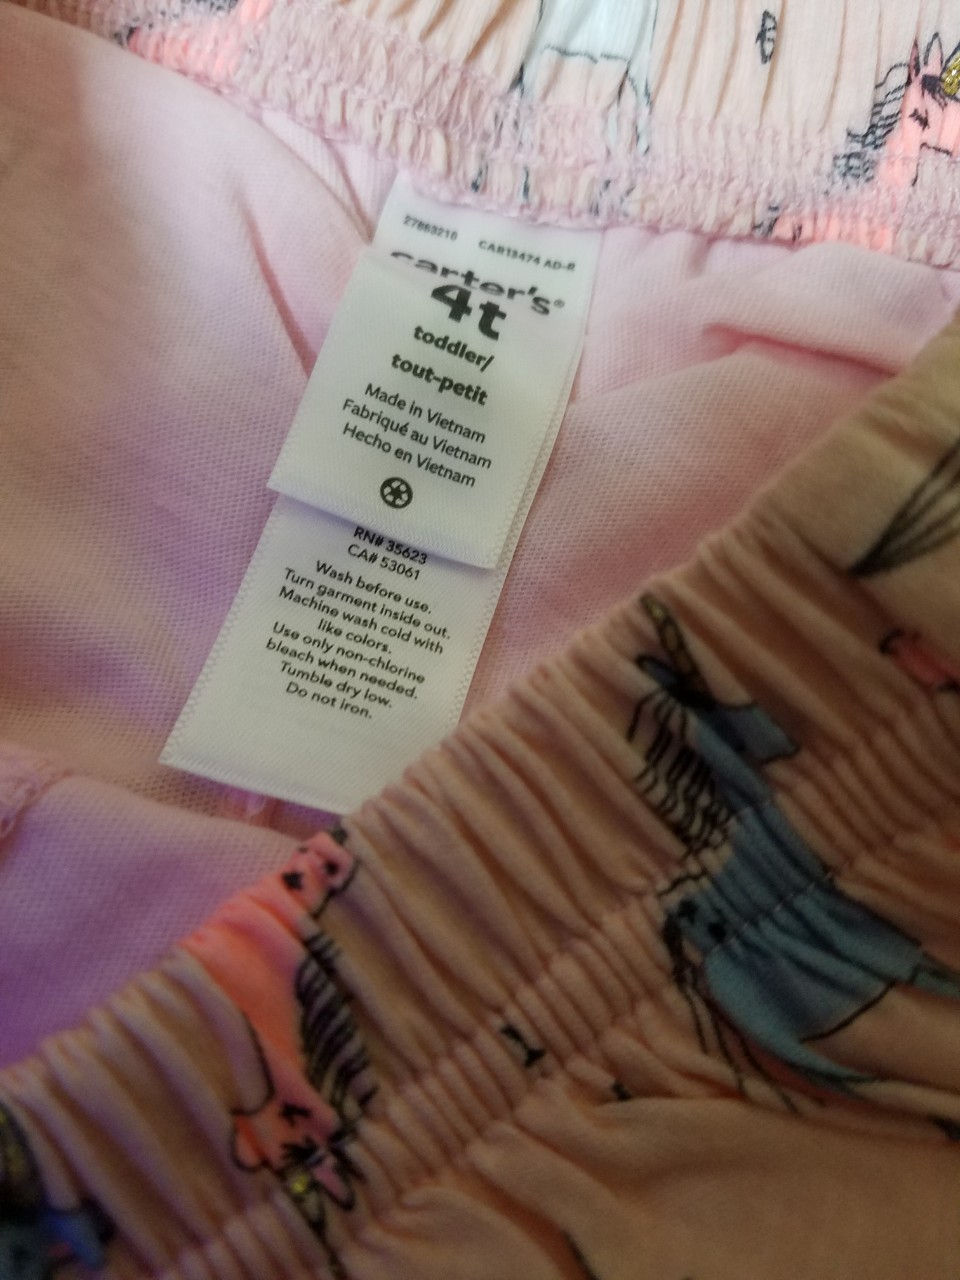 27863210 CAR13474 AD-R
carter's®
4t
toddler/
tout-petit
Made in Vietnam
Fabriqué au Vietnam
Hecho en Vietnam
RN# 35623
CA# 53061
Wash before use.
Turn garment inside out.
Machine wash cold with
like colors.
Use only non-chlorine
bleach when needed.
Tumble dry low.
Do not iron.